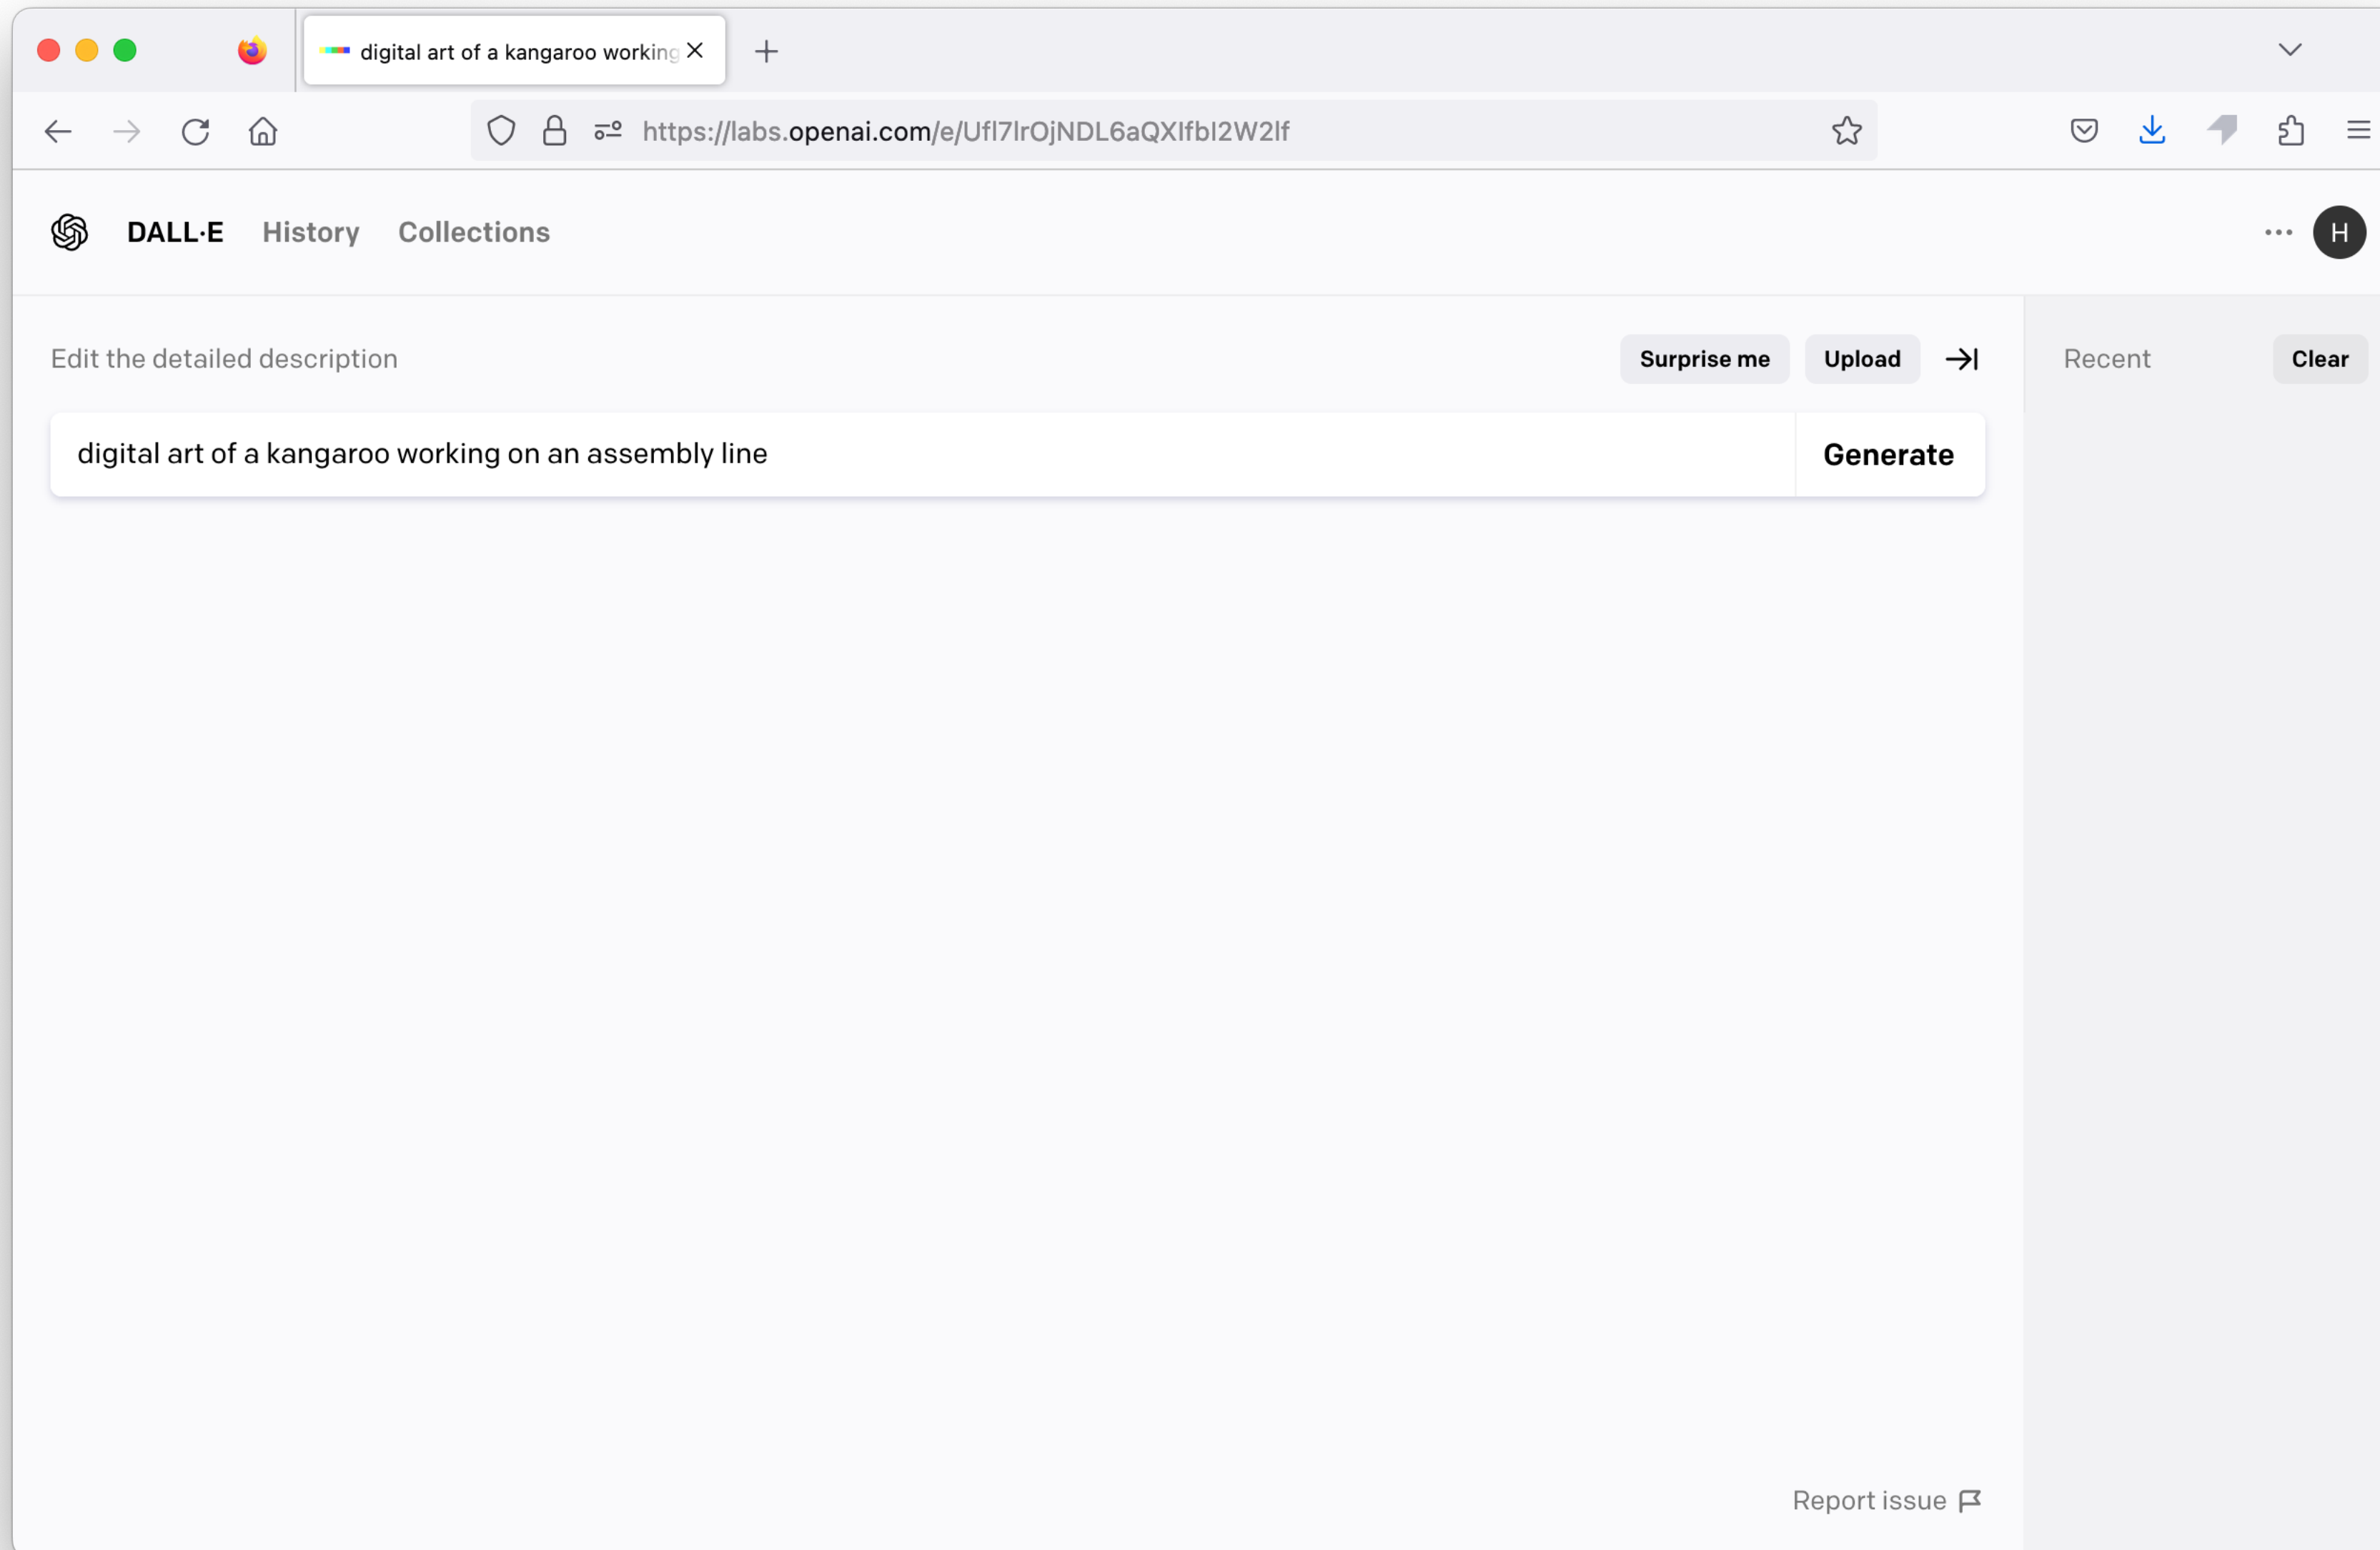 digital art of a kangaroo working
https://labs.openai.com/e/Ufl7lrOjNDL6aQXIfbI2W2lf
DALL·E History Collections
H
Edit the detailed description
Surprise me Upload
Recent Clear
digital art of a kangaroo working on an assembly line
Generate
Report issue